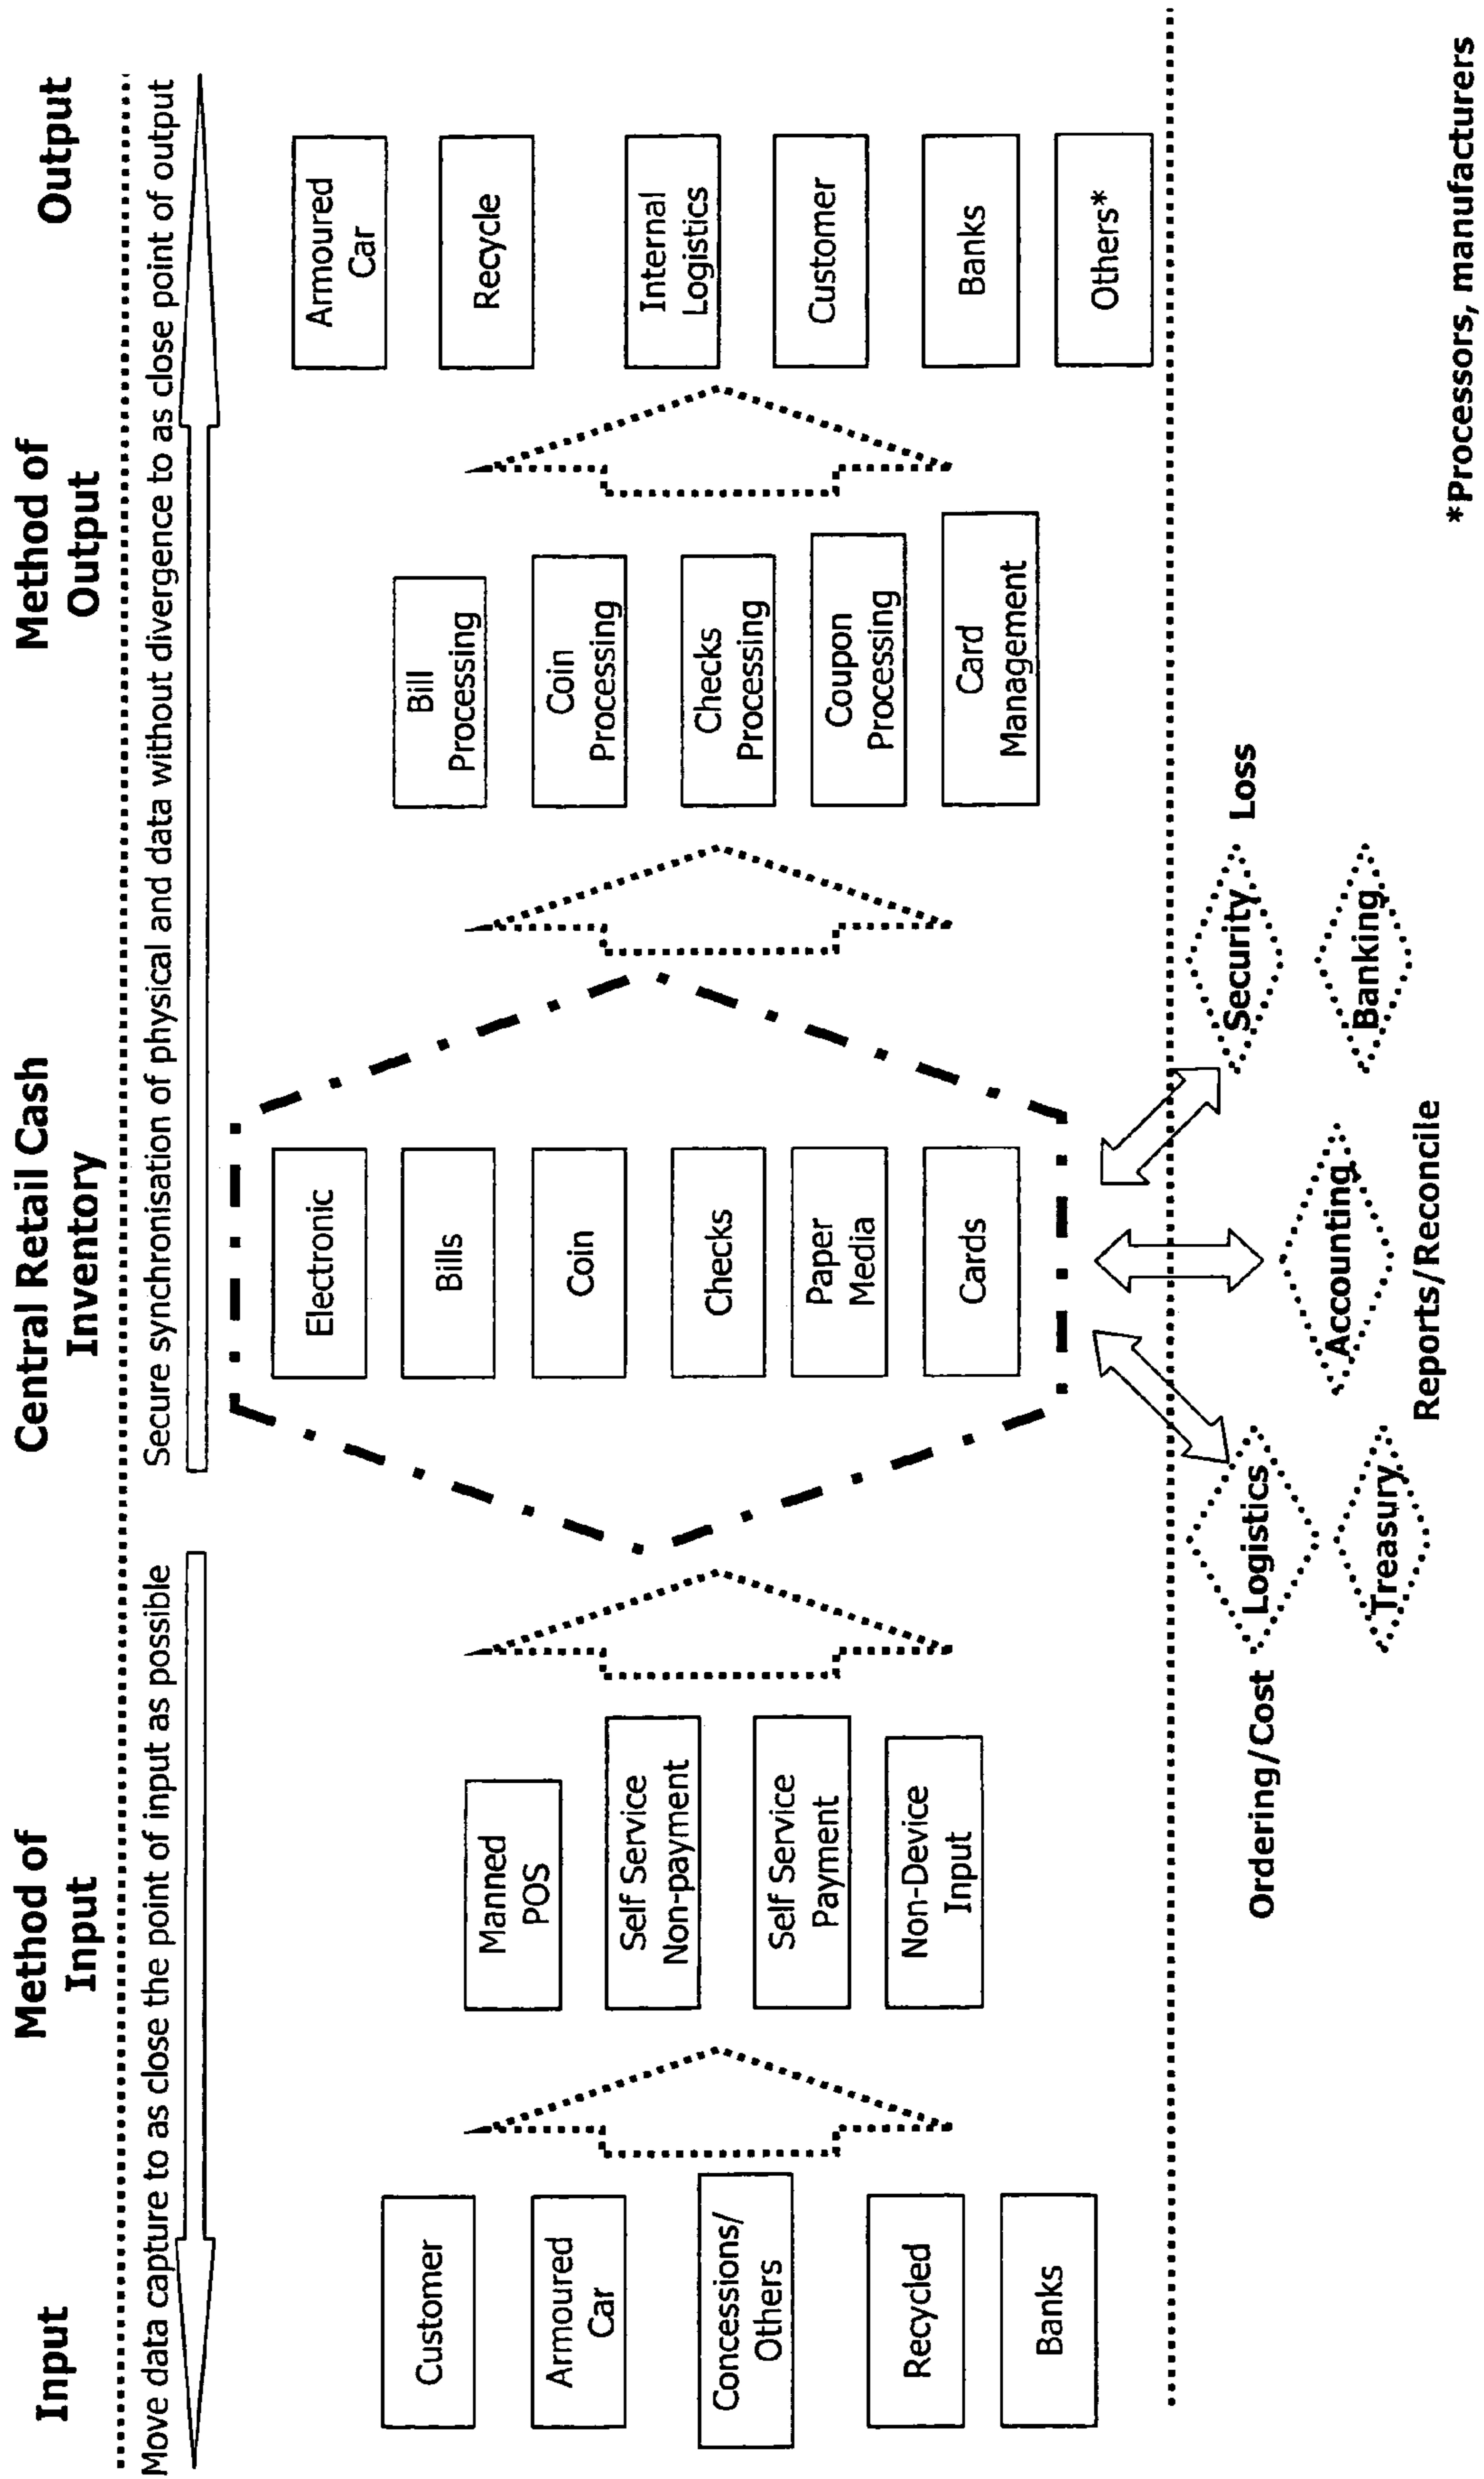 Input
Method of
Input
Central Retail Cash
Inventory
Method of
Output
Output
Move data capture to as close the point of input as possible
Secure synchronisation of physical and data without divergence to as close point of output
Customer
Armoured
Car
Concessions/
Others
Recycled
Banks
Manned
POS
Self Service
Non-payment
Self Service
Payment
Non-Device
Input
Electronic
Bills
Coin
Checks
Paper
Media
Cards
Bill
Processing
Coin
Processing
Checks
Processing
Coupon
Processing
Card
Management
Armoured
Car
Recycle
Internal
Logistics
Customer
Banks
Others*
Ordering/Cost
Logistics
Treasury
Accounting
Reports/Reconcile
Security
Loss
Banking
*Processors, manufacturers